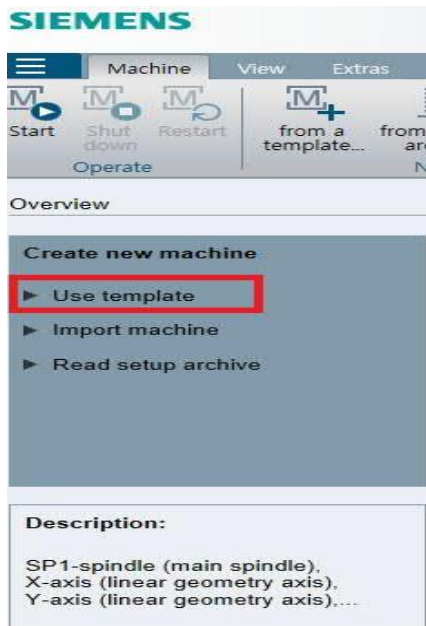 SIEMENS
Machine View Extras
Start Shut down Restart from a template... from
Operate
Overview
Create new machine
► Use template
► Import machine
► Read setup archive
Description:
SP1-spindle (main spindle),
X-axis (linear geometry axis),
Y-axis (linear geometry axis),...